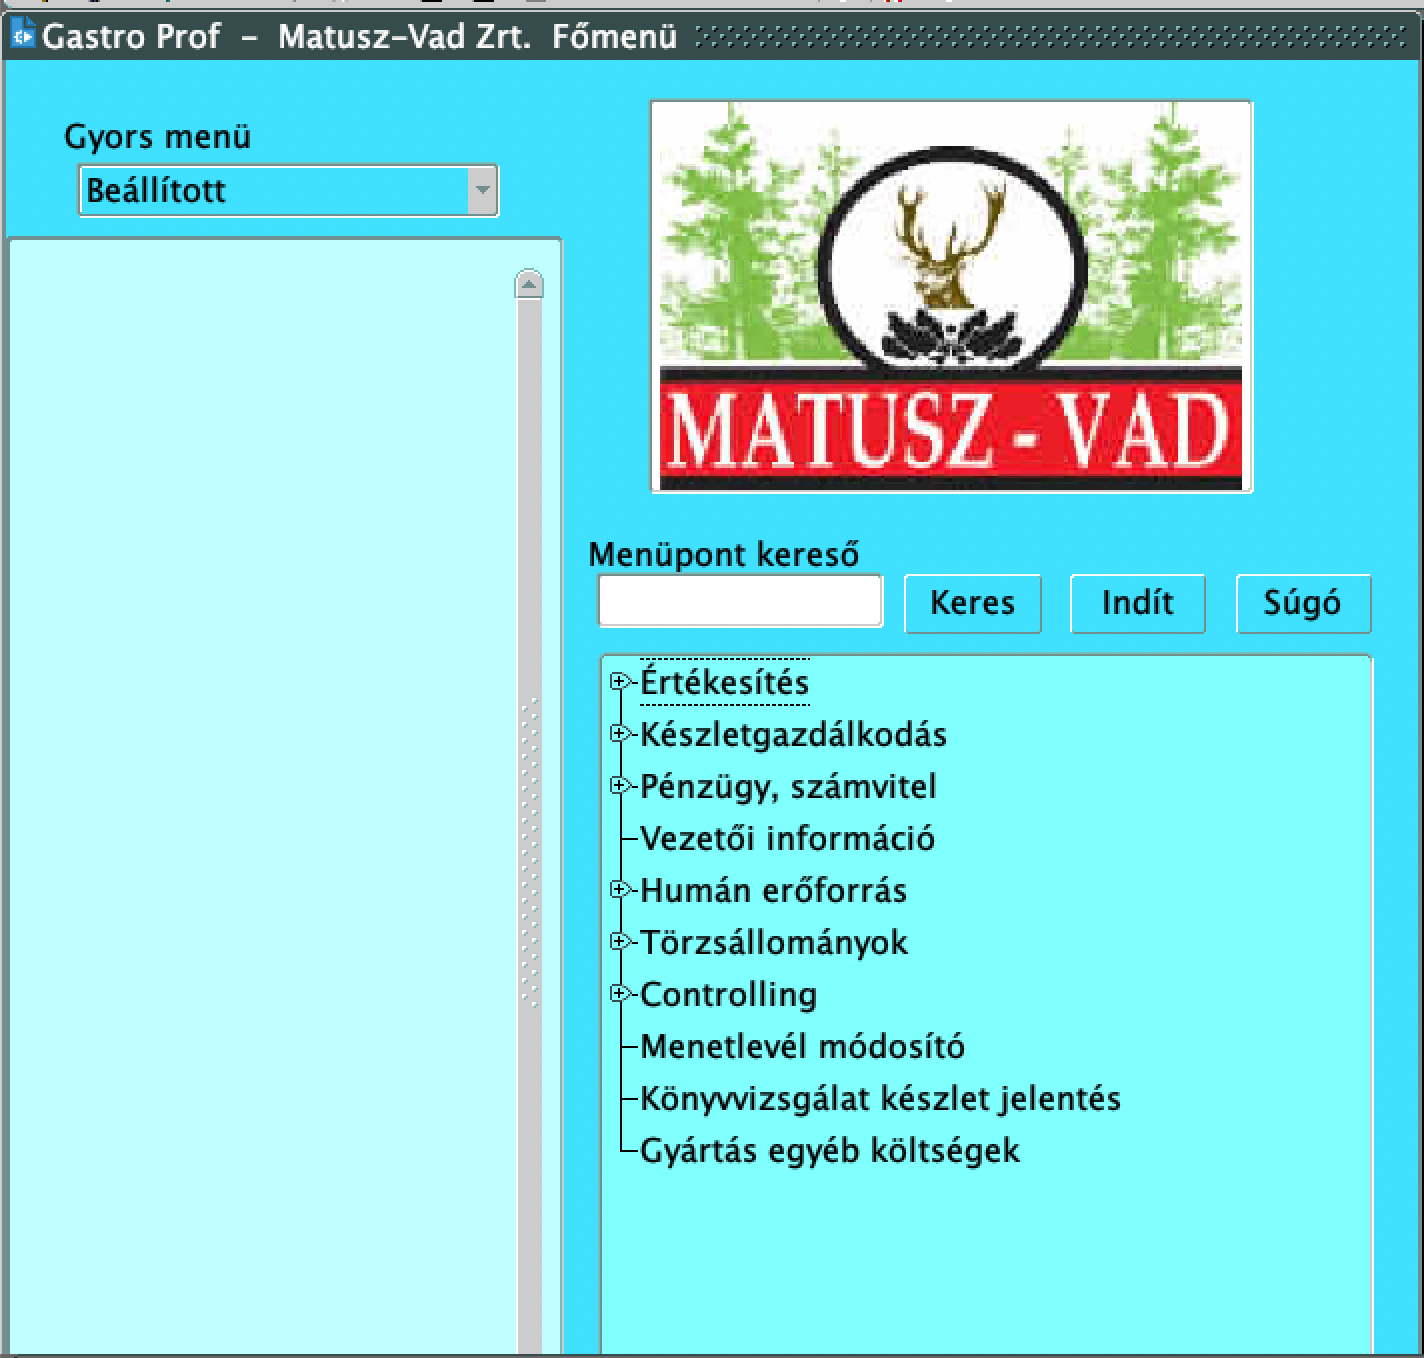 Gastro Prof - Matusz-Vad Zrt. Főmenü
Gyors menü
Beállított
MATUSZ - VAD
Menüpont kereső
Keres Indít Súgó
Értékesítés
Készletgazdálkodás
Pénzügy, számvitel
Vezetői információ
Humán erőforrás
Törzsállományok
Controlling
Menetlevél módosító
Könyvvizsgálat készlet jelentés
Gyártás egyéb költségek